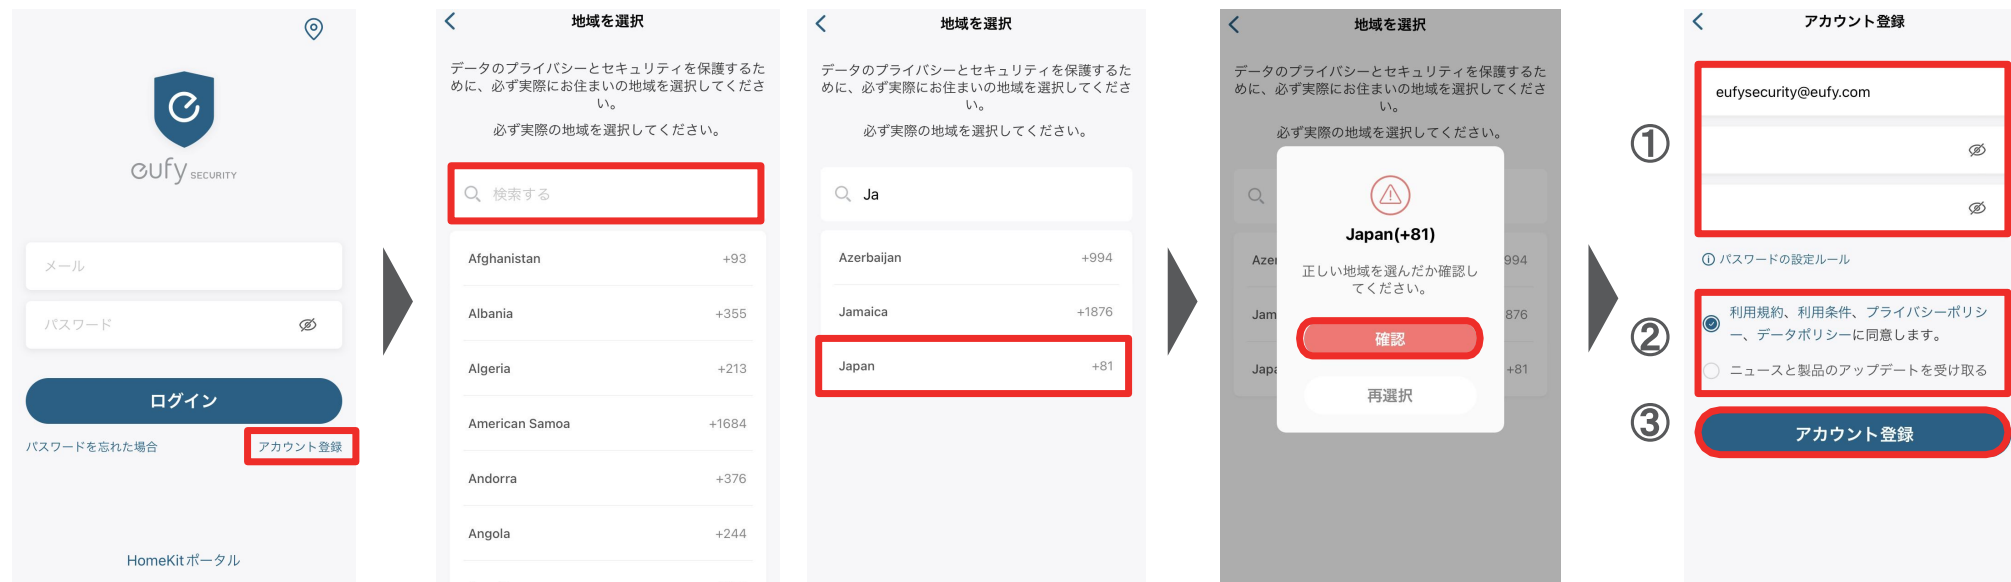 eufy SECURITY
メール
パスワード
ログイン
パスワードを忘れた場合
アカウント登録
HomeKitポータル
地域を選択
データのプライバシーとセキュリティを保護するた
めに、必ず実際にお住まいの地域を選択してくださ
い。
必ず実際の地域を選択してください。
検索する
Afghanistan +93
Albania +355
Algeria +213
American Samoa +1684
Andorra +376
Angola +244
地域を選択
データのプライバシーとセキュリティを保護するた
めに、必ず実際にお住まいの地域を選択してくださ
い。
必ず実際の地域を選択してください。
Ja
Azerbaijan +994
Jamaica +1876
Japan +81
地域を選択
データのプライバシーとセキュリティを保護するた
めに、必ず実際にお住まいの地域を選択してくださ
い。
必ず実際の地域を選択してください。
Azer 994
Jam 876
Japa +81
Japan(+81)
正しい地域を選んだか確認し
てください。
確認
再選択
アカウント登録
①
eufysecurity@eufy.com
パスワードの設定ルール
②
利用規約、利用条件、プライバシーポリシ
ー、データポリシーに同意します。
ニュースと製品のアップデートを受け取る
③
アカウント登録